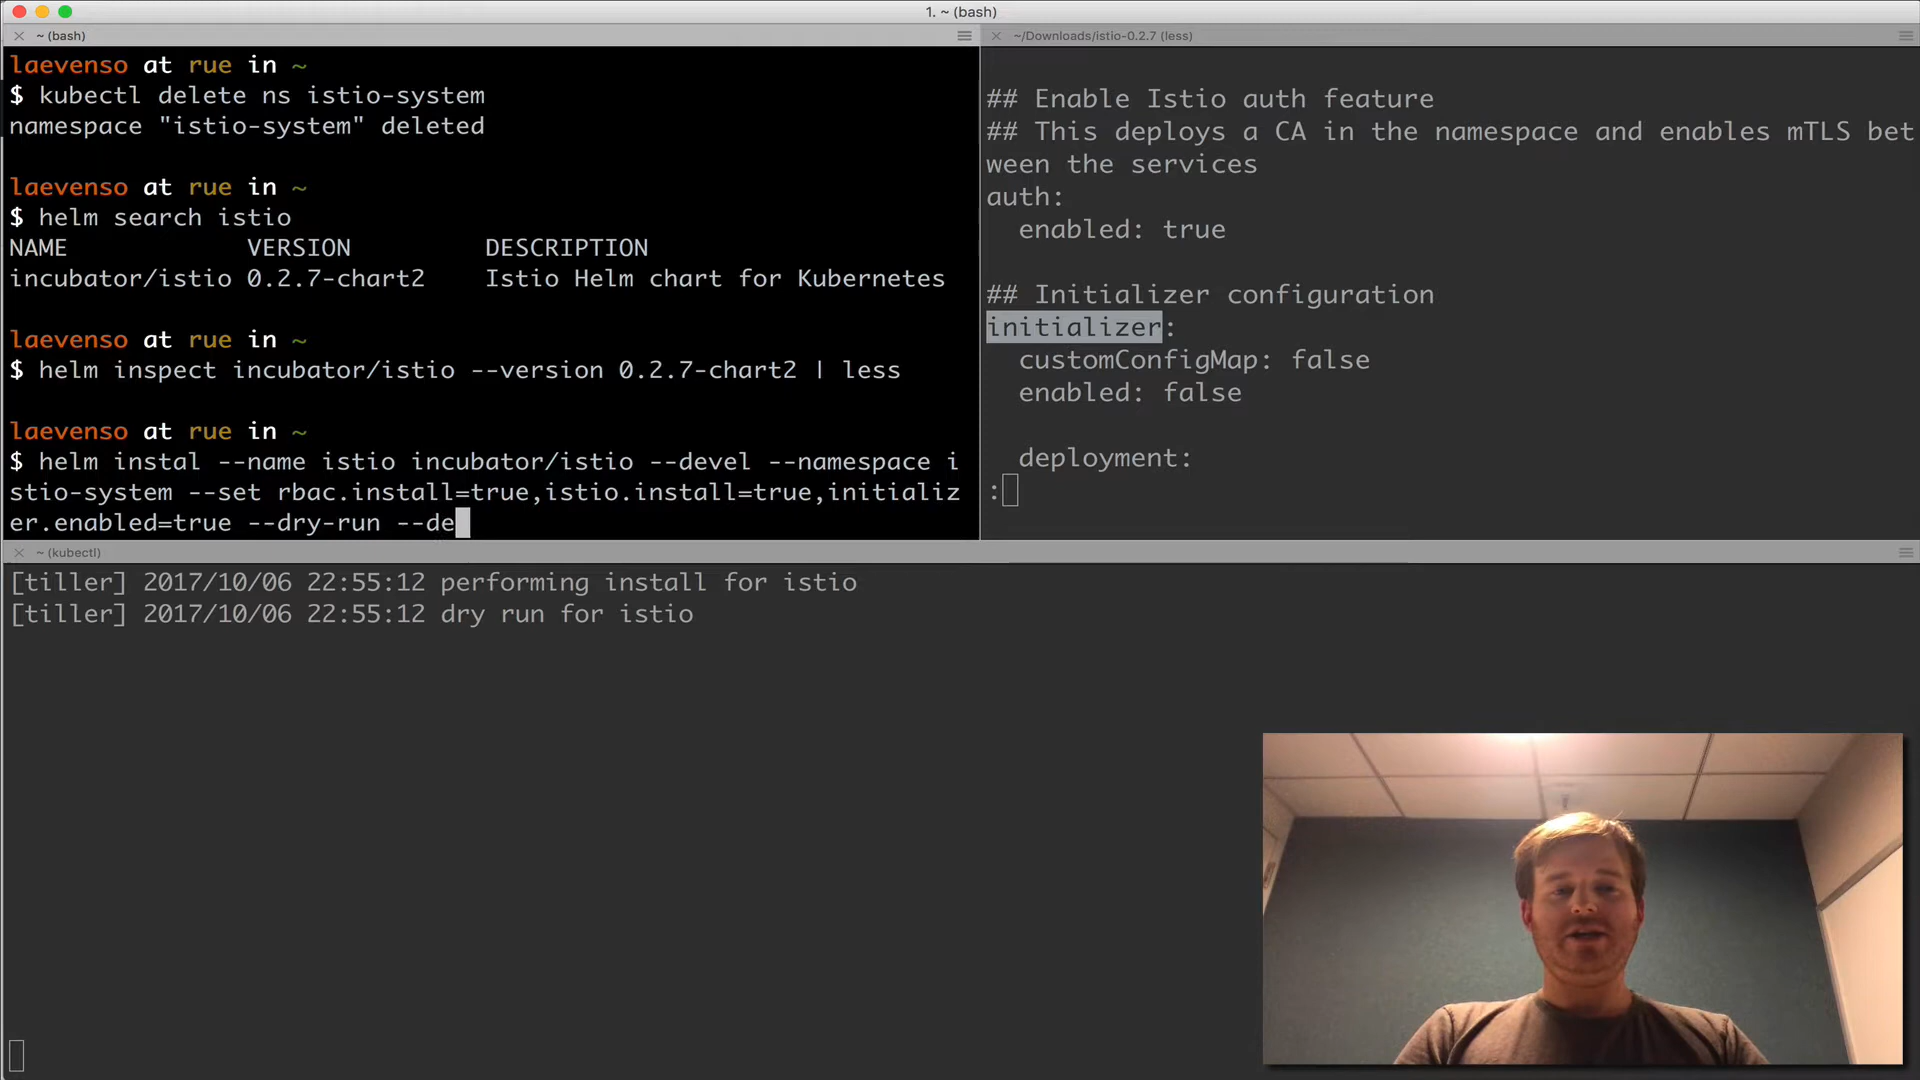 1. ~ (bash)
~ (bash)
laevenso at rue in ~
$ kubectl delete ns istio-system
namespace "istio-system" deleted
laevenso at rue in ~
$ helm search istio
NAME VERSION DESCRIPTION
incubator/istio 0.2.7-chart2 Istio Helm chart for Kubernetes
laevenso at rue in ~
$ helm inspect incubator/istio --version 0.2.7-chart2 | less
laevenso at rue in ~
$ helm instal --name istio incubator/istio --devel --namespace i
stio-system --set rbac.install=true,istio.install=true,initializ
er.enabled=true --dry-run --de
~/Downloads/istio-0.2.7 (less)
## Enable Istio auth feature
## This deploys a CA in the namespace and enables mTLS bet
ween the services
auth:
enabled: true
## Initializer configuration
initializer:
customConfigMap: false
enabled: false
deployment:
:
~ (kubectl)
[tiller] 2017/10/06 22:55:12 performing install for istio
[tiller] 2017/10/06 22:55:12 dry run for istio